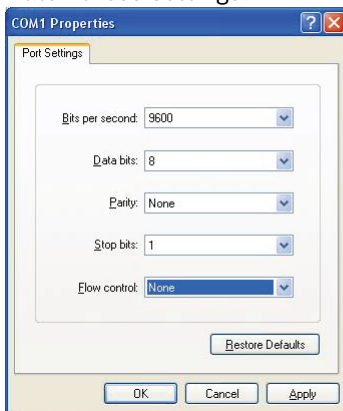 COM1 Properties
Port Settings
Bits per second: 9600
Data bits: 8
Parity: None
Stop bits: 1
Flow control: None
Restore Defaults
OK Cancel Apply